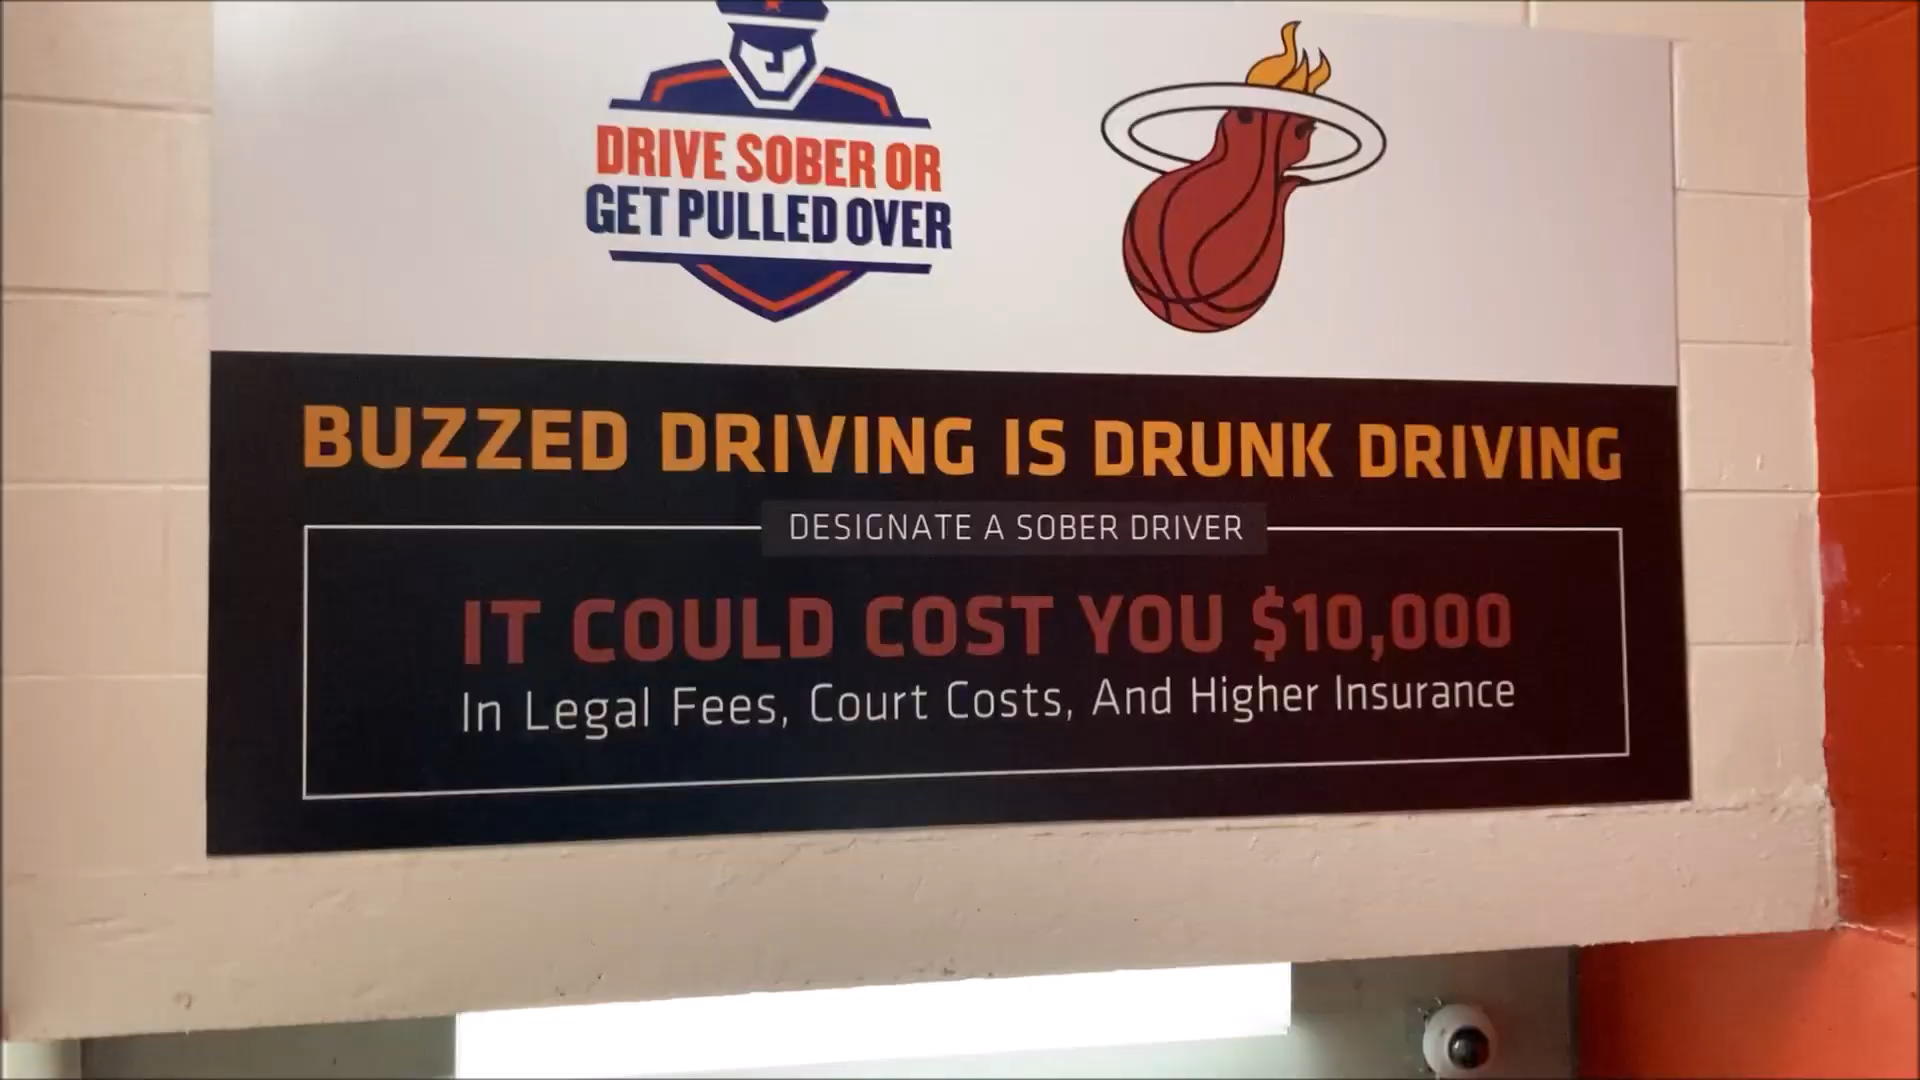 DRIVE SOBER OR
GET PULLED OVER
BUZZED DRIVING IS DRUNK DRIVING
DESIGNATE A SOBER DRIVER
IT COULD COST YOU $10,000
In Legal Fees, Court Costs, And Higher Insurance